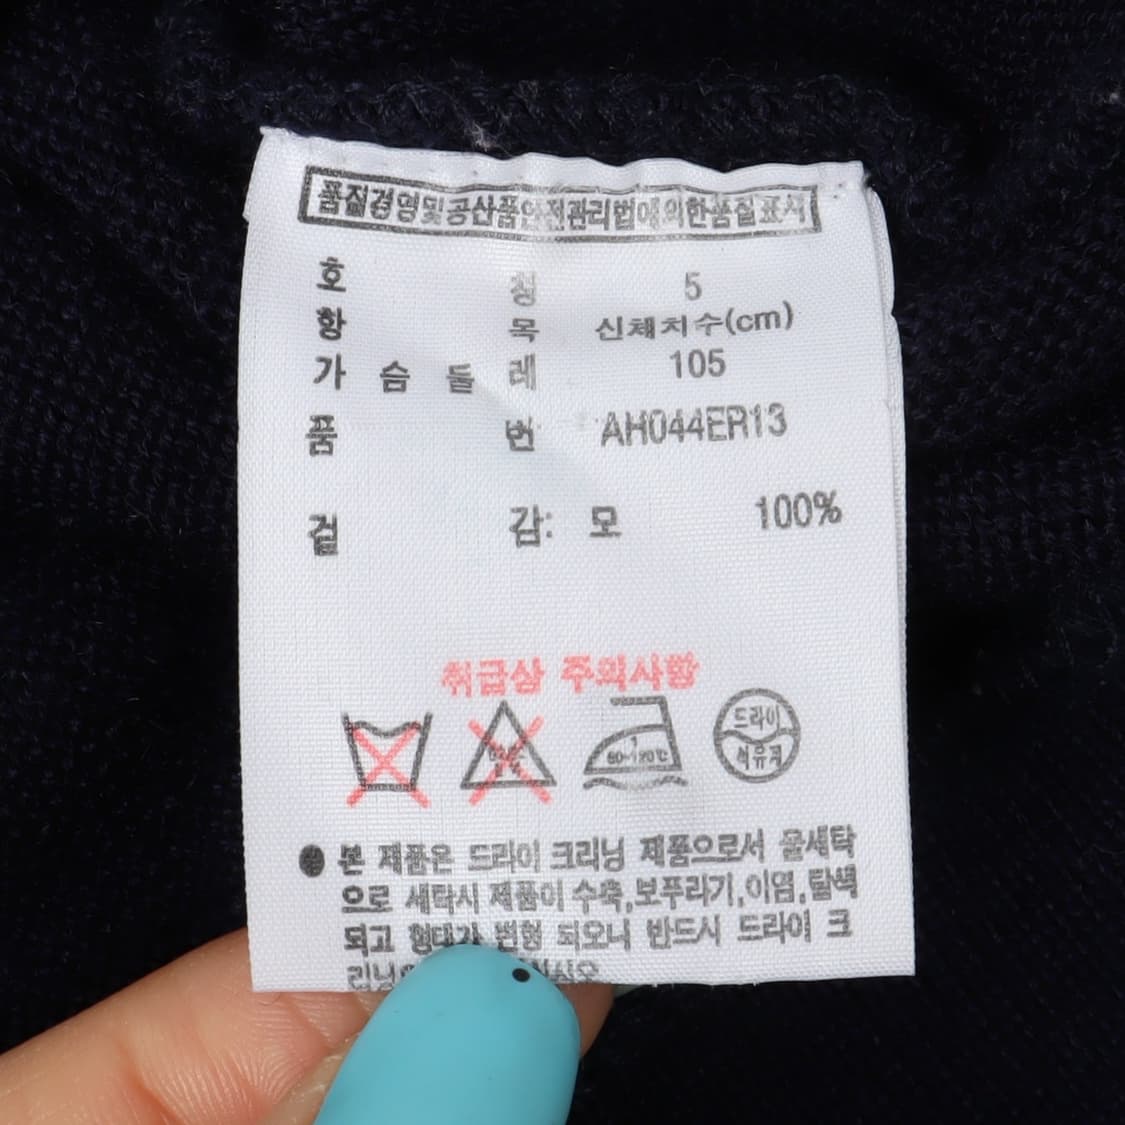 품질경영및공산품안전관리법에의한품질표시
호 칭 5
항 목 신체치수(cm)
가 슴 둘 레 105
품 번 AH044ER13
겉 감: 모 100%
취급상 주의사항
드라이
80~120℃
석유계
본 제품은 드라이 크리닝 제품으로서 물세탁
으로 세탁시 제품이 수축,보푸라기,이염,탈색
되고 형태가 변형 되오니 반드시 드라이 크